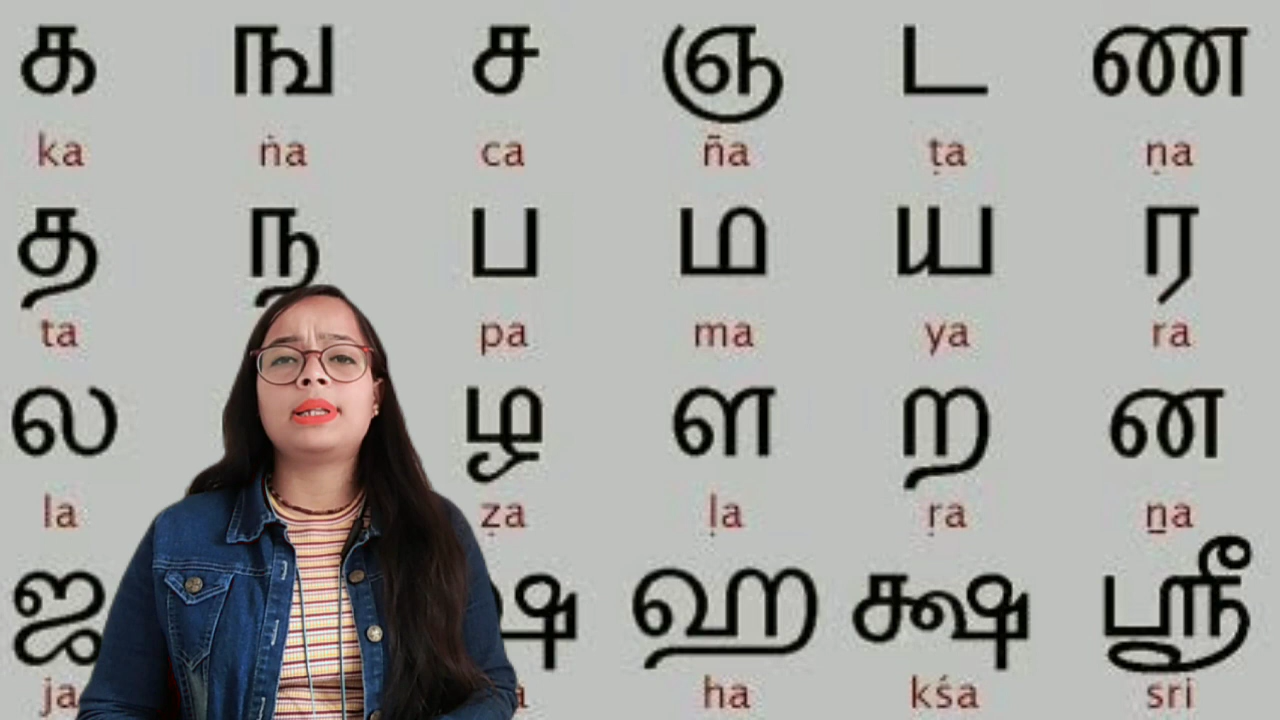 க ங ச ஞ ட ண
ka ṅa ca ña ṭa ṇa
த ந ப ம ய ர
ta pa ma ya ra
ல ழ ள ற ன
la ẓa ḷa ṛa ṉa
ஜ ஷ ஹ க்ஷ ஸ்ரீ
ja ha kśa sri